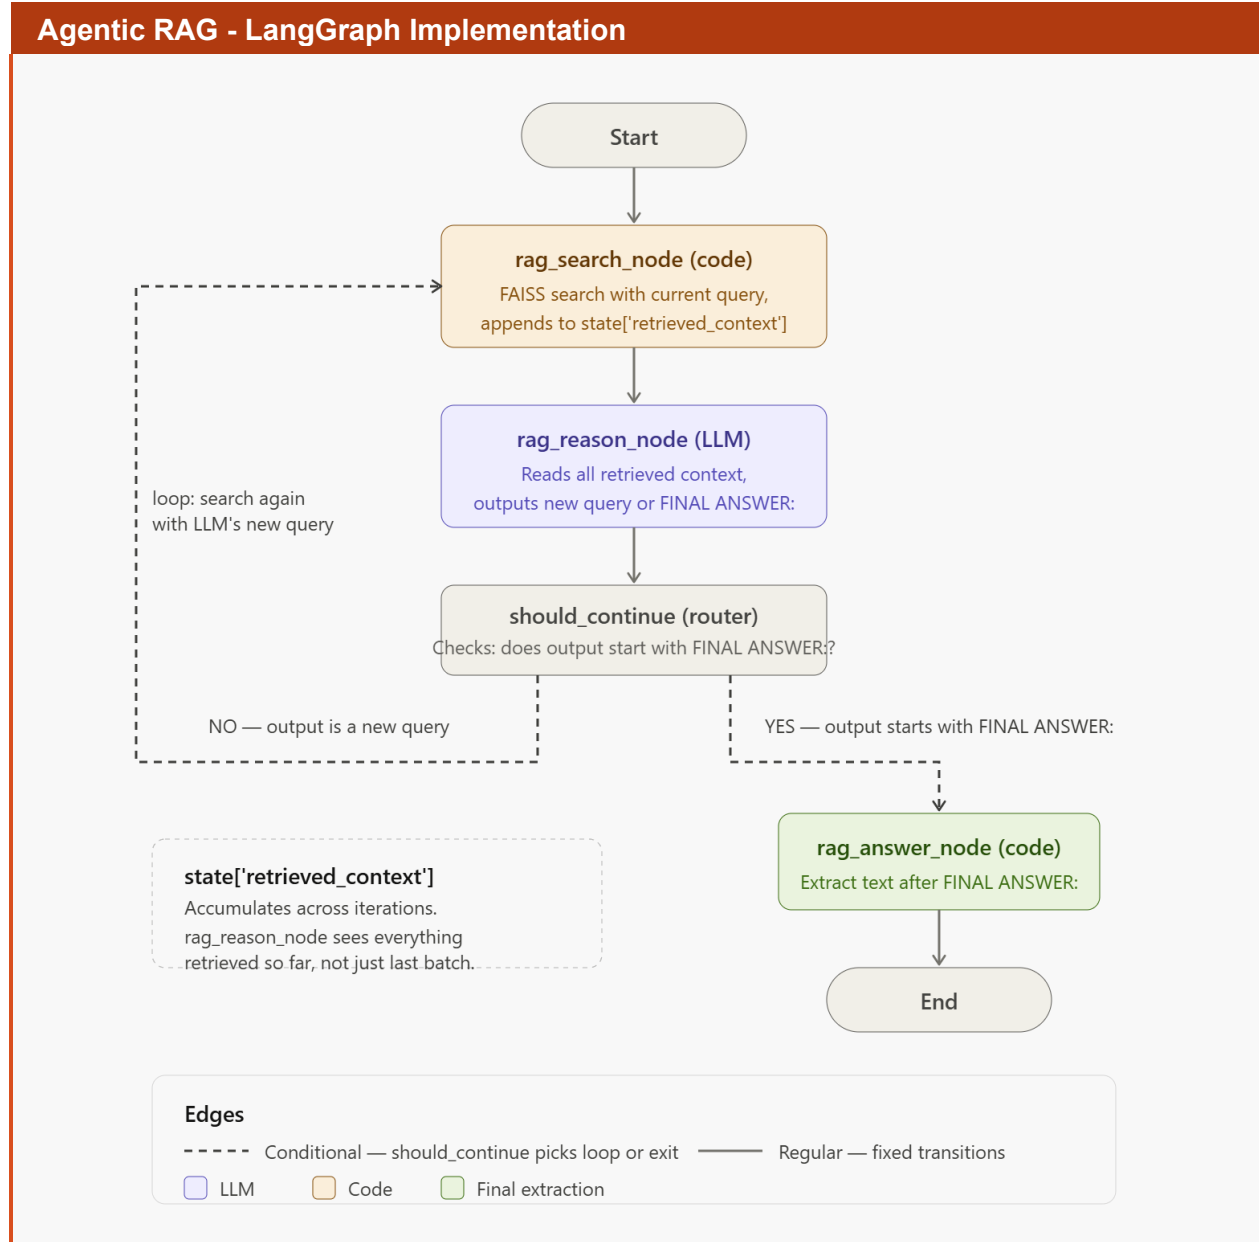 Agentic RAG - LangGraph Implementation
Start
rag_search_node (code)
FAISS search with current query,
appends to state['retrieved_context']
rag_reason_node (LLM)
Reads all retrieved context,
outputs new query or FINAL ANSWER:
loop: search again
with LLM's new query
should_continue (router)
Checks: does output start with FINAL ANSWER:?
NO — output is a new query
YES — output starts with FINAL ANSWER:
rag_answer_node (code)
Extract text after FINAL ANSWER:
state['retrieved_context']
Accumulates across iterations.
rag_reason_node sees everything
retrieved so far, not just last batch.
End
Edges
Conditional — should_continue picks loop or exit
Regular — fixed transitions
LLM
Code
Final extraction